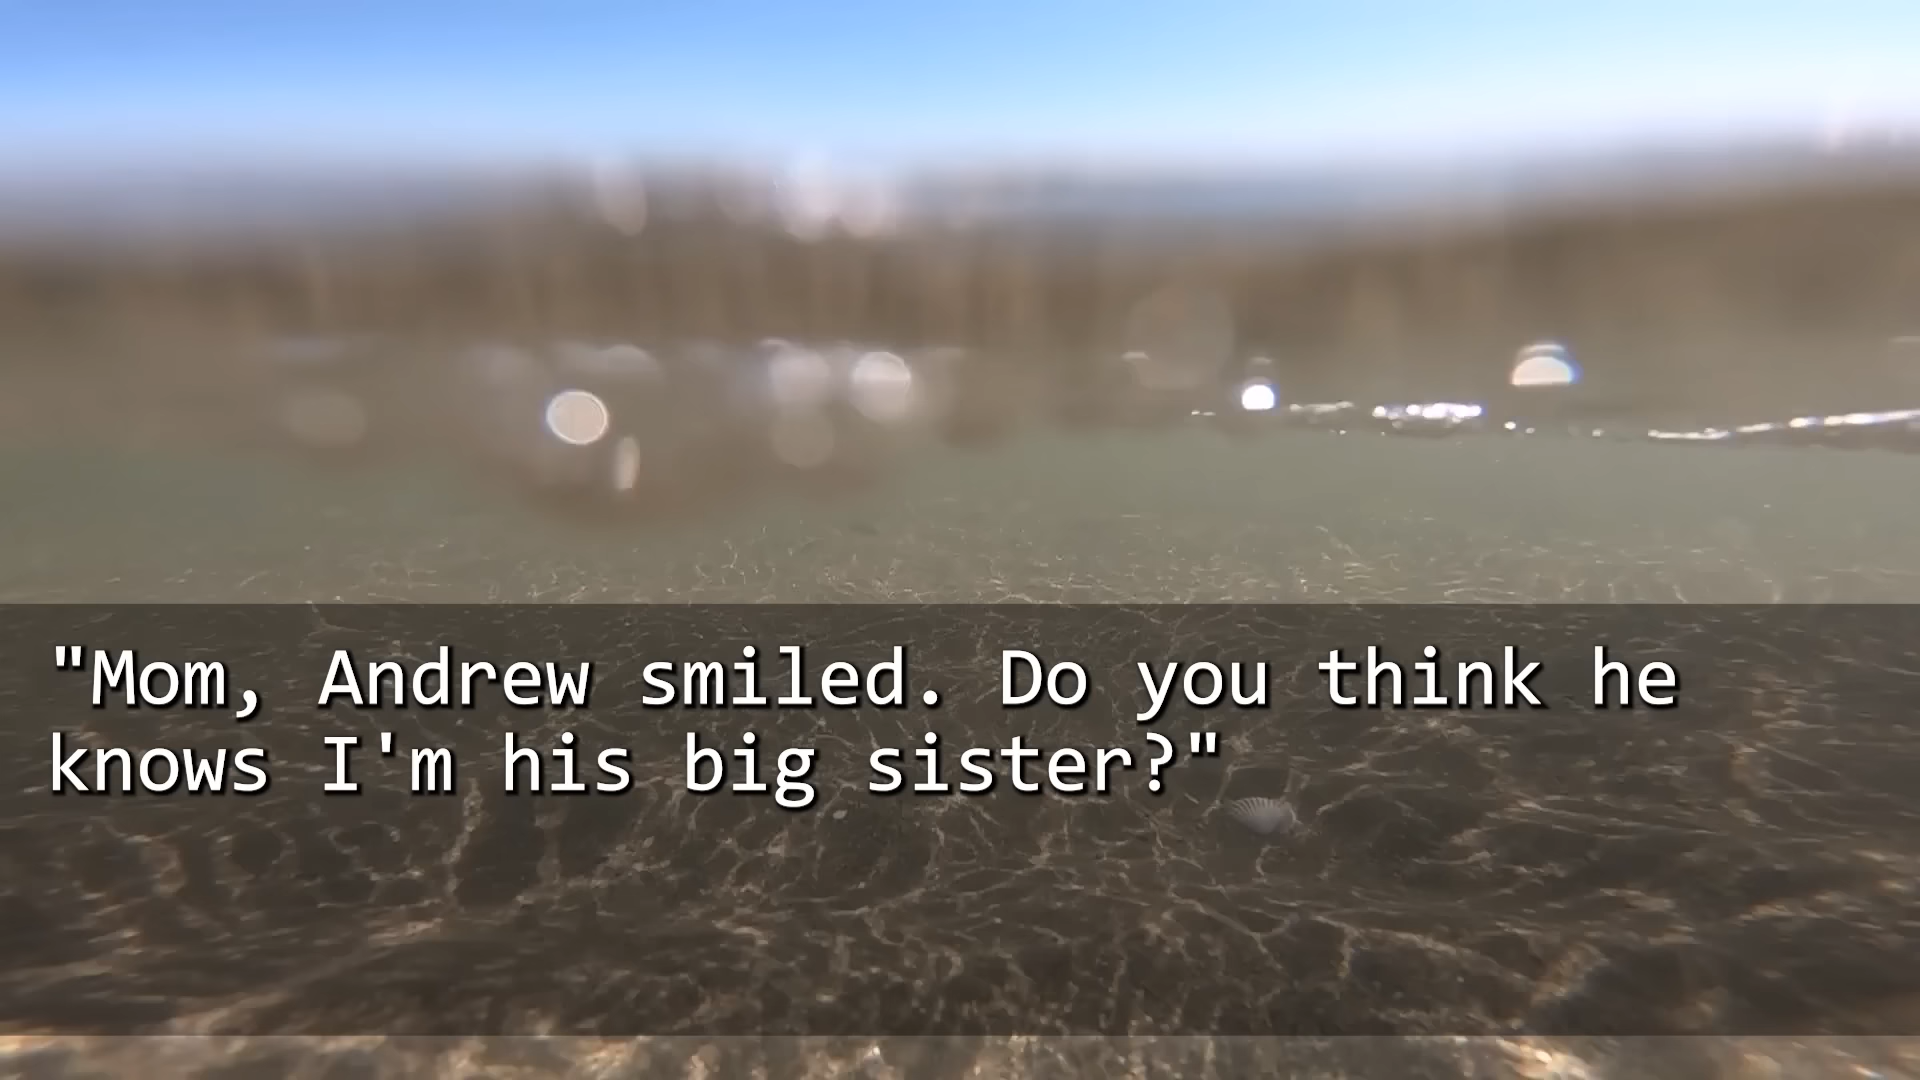 "Mom, Andrew smiled. Do you think he
knows I'm his big sister?"